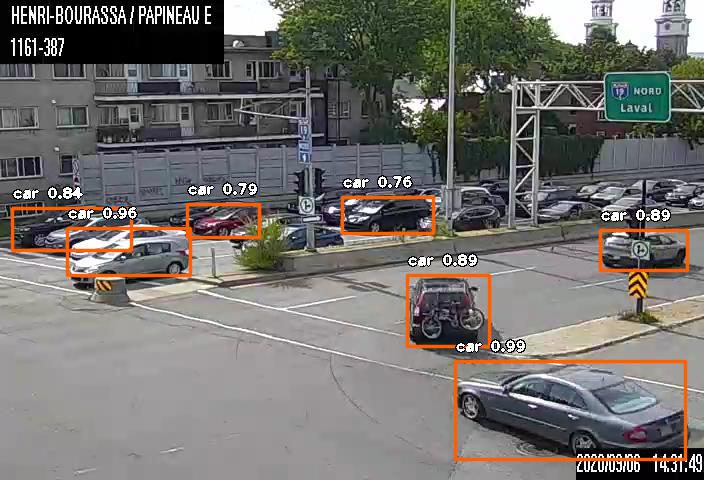 HENRI-BOURASSA / PAPINEAU E
1161-387
19 NORD
Laval
car 0.84
car 0.79
car 0.76
car 0.96
car 0.89
car 0.89
car 0.99
2020/09/06 14:31:49